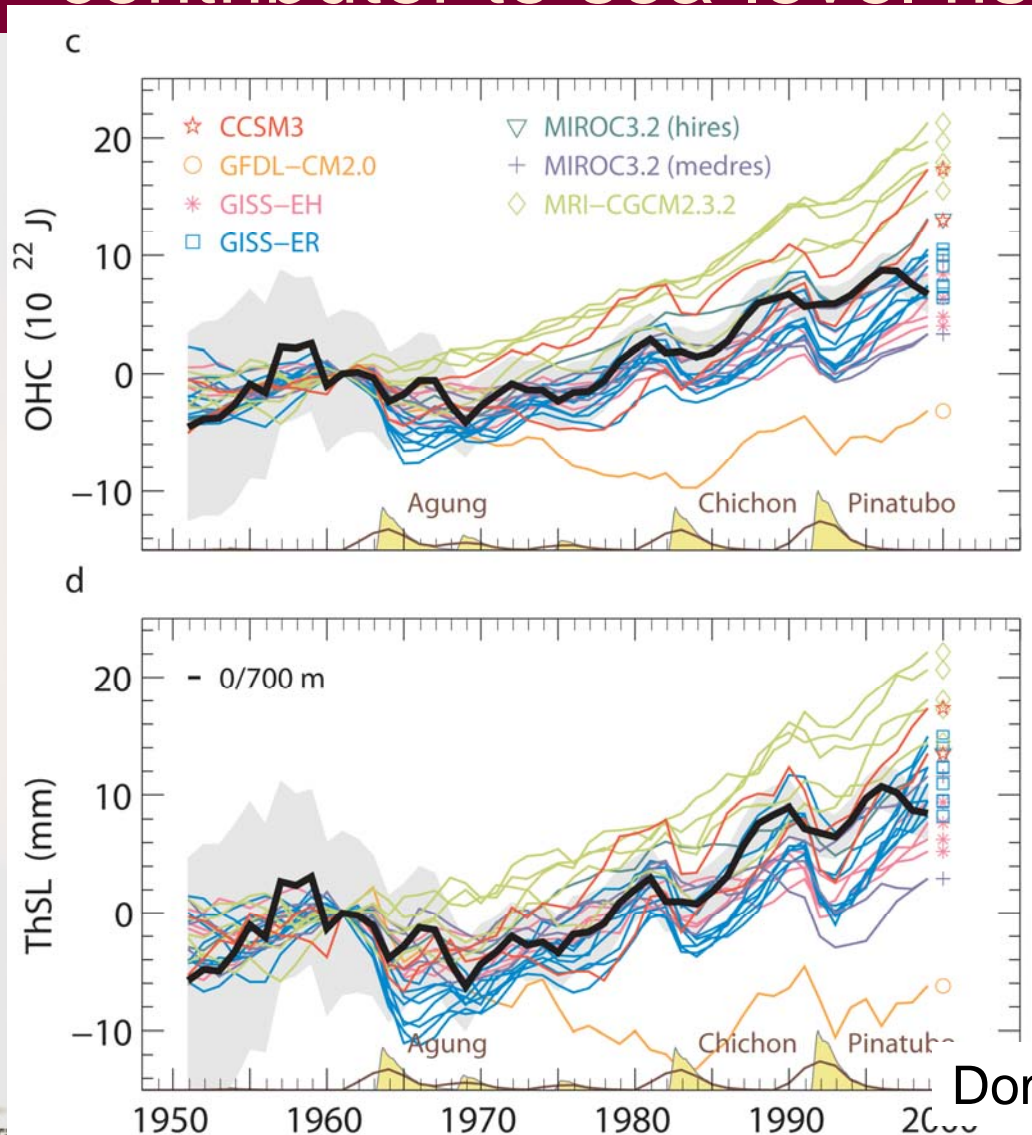 c
OHC (10 22 J)
20
10
0
−10
CCSM3
GFDL−CM2.0
GISS−EH
GISS−ER
MIROC3.2 (hires)
MIROC3.2 (medres)
MRI−CGCM2.3.2
Agung
Chichon
Pinatubo
d
ThSL (mm)
20
10
0
−10
0/700 m
Agung
Chichon
Pinatubo
1950
1960
1970
1980
1990